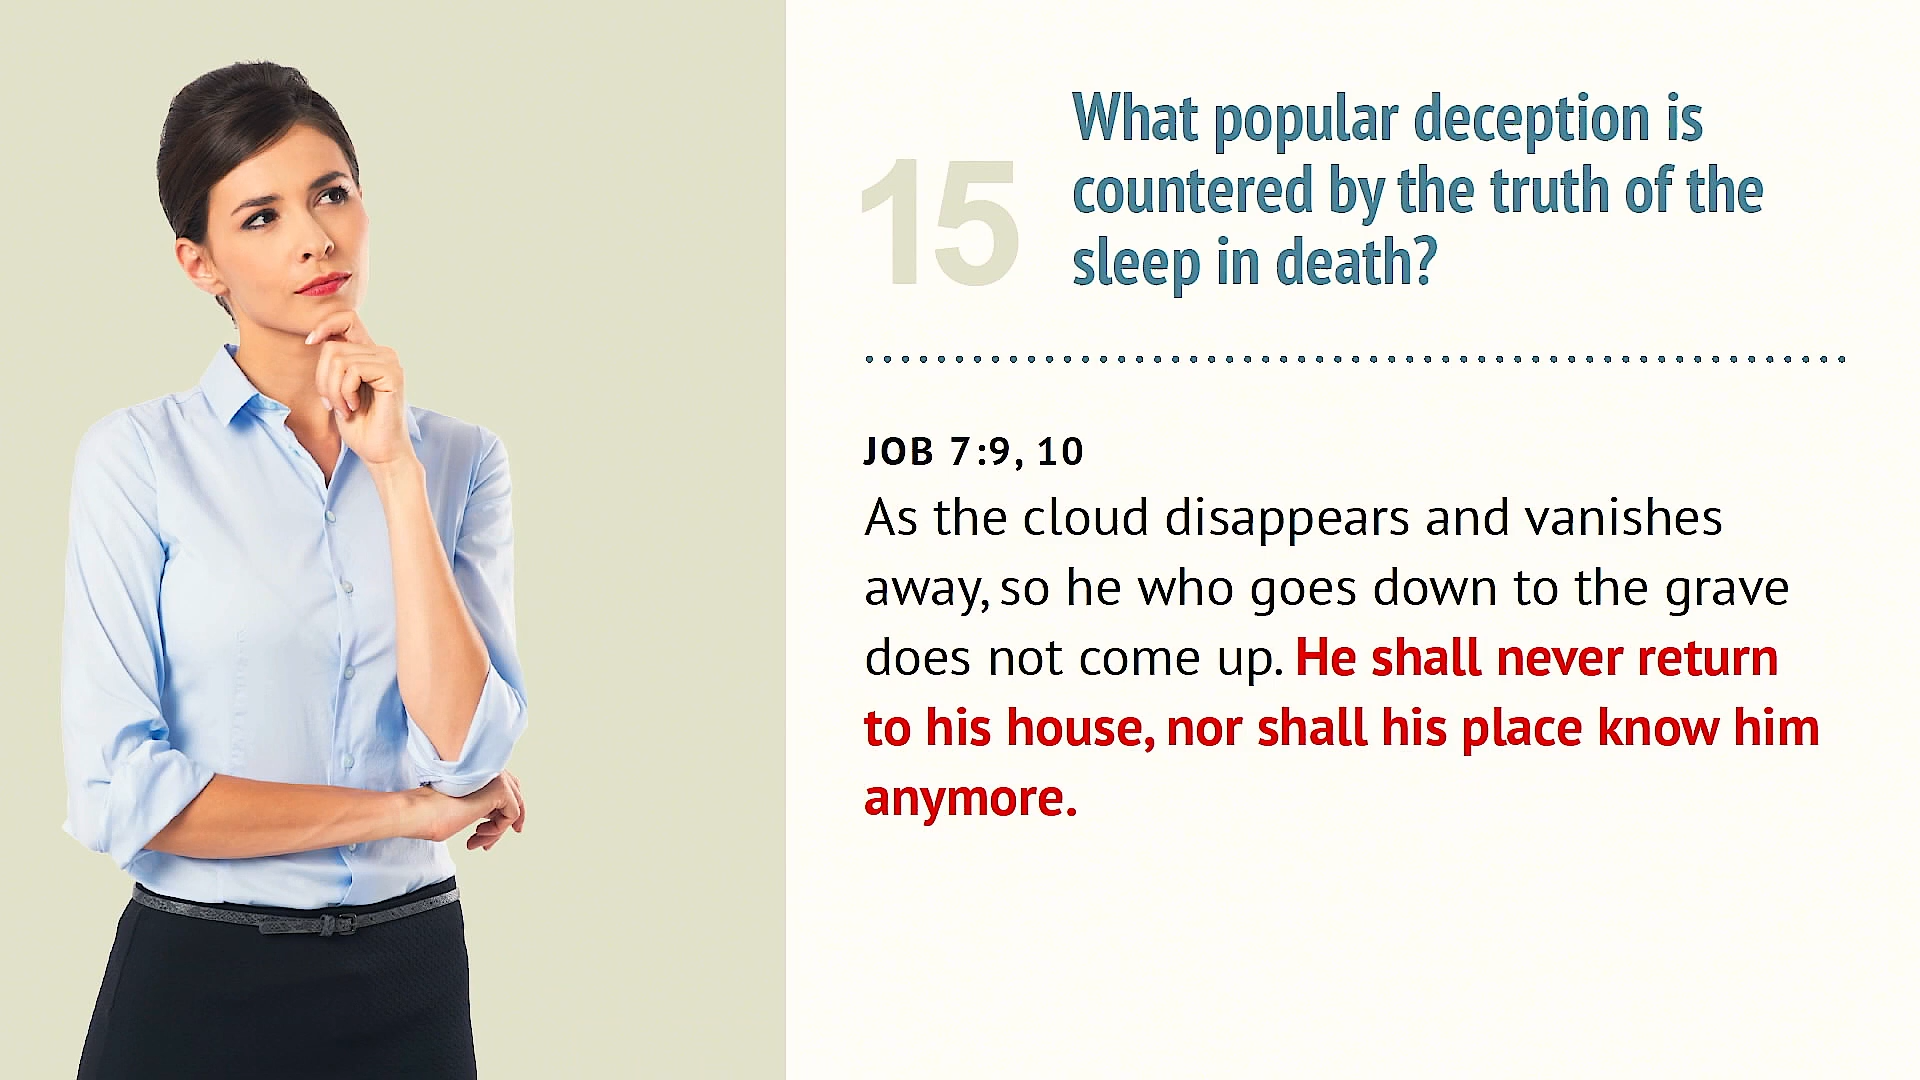 15
What popular deception is
countered by the truth of the
sleep in death?
JOB 7:9, 10
As the cloud disappears and vanishes
away, so he who goes down to the grave
does not come up. He shall never return
to his house, nor shall his place know him
anymore.